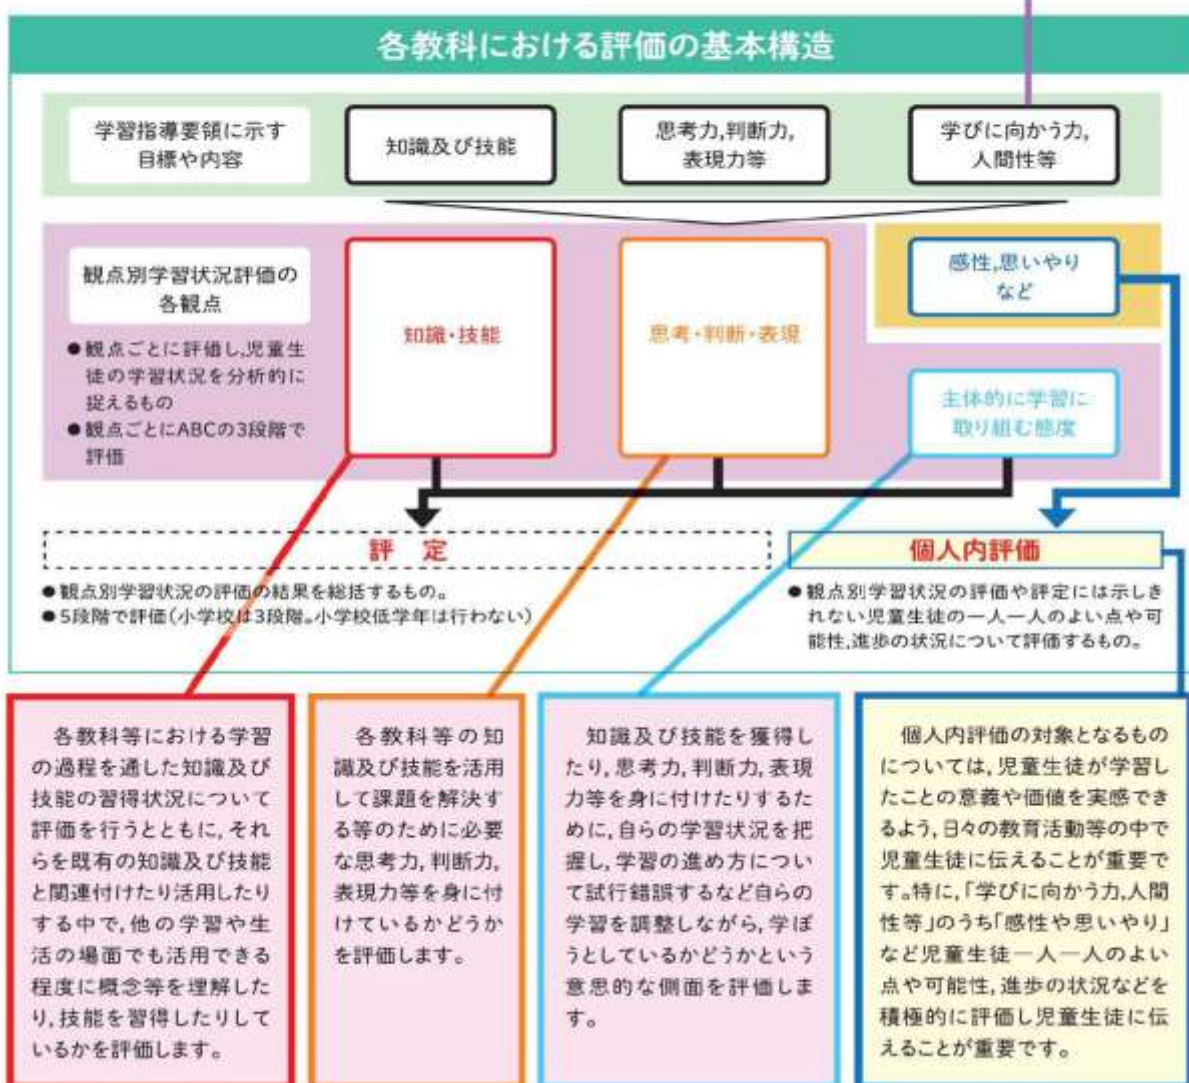 各教科における評価の基本構造
学習指導要領に示す
目標や内容
知識及び技能
思考力,判断力,
表現力等
学びに向かう力,
人間性等
観点別学習状況評価の
各観点
●観点ごとに評価し,児童生
徒の学習状況を分析的に
捉えるもの
●観点ごとにABCの3段階で
評価
知識・技能
思考・判断・表現
感性,思いやり
など
主体的に学習に
取り組む態度
評 定
●観点別学習状況の評価の結果を総括するもの。
●5段階で評価(小学校は3段階。小学校低学年は行わない)
個人内評価
●観点別学習状況の評価や評定には示しき
れない児童生徒の一人一人のよい点や可
能性,進歩の状況について評価するもの。
各教科等における学習
の過程を通した知識及び
技能の習得状況について
評価を行うとともに,それ
らを既有の知識及び技能
と関連付けたり活用したり
する中で,他の学習や生
活の場面でも活用できる
程度に概念等を理解した
り,技能を習得したりして
いるかを評価します。
各教科等の知
識及び技能を活用
して課題を解決す
る等のために必要
な思考力,判断力,
表現力等を身に付
けているかどうか
を評価します。
知識及び技能を獲得し
たり,思考力,判断力,表現
力等を身に付けたりするた
めに,自らの学習状況を把
握し,学習の進め方につい
て試行錯誤するなど自らの
学習を調整しながら,学ぼ
うとしているかどうかという
意思的な側面を評価しま
す。
個人内評価の対象となるもの
については,児童生徒が学習し
たことの意義や価値を実感でき
るよう,日々の教育活動等の中で
児童生徒に伝えることが重要で
す。特に,「学びに向かう力,人間
性等」のうち「感性や思いやり」
など児童生徒一人一人のよい
点や可能性,進歩の状況などを
積極的に評価し児童生徒に伝
えることが重要です。